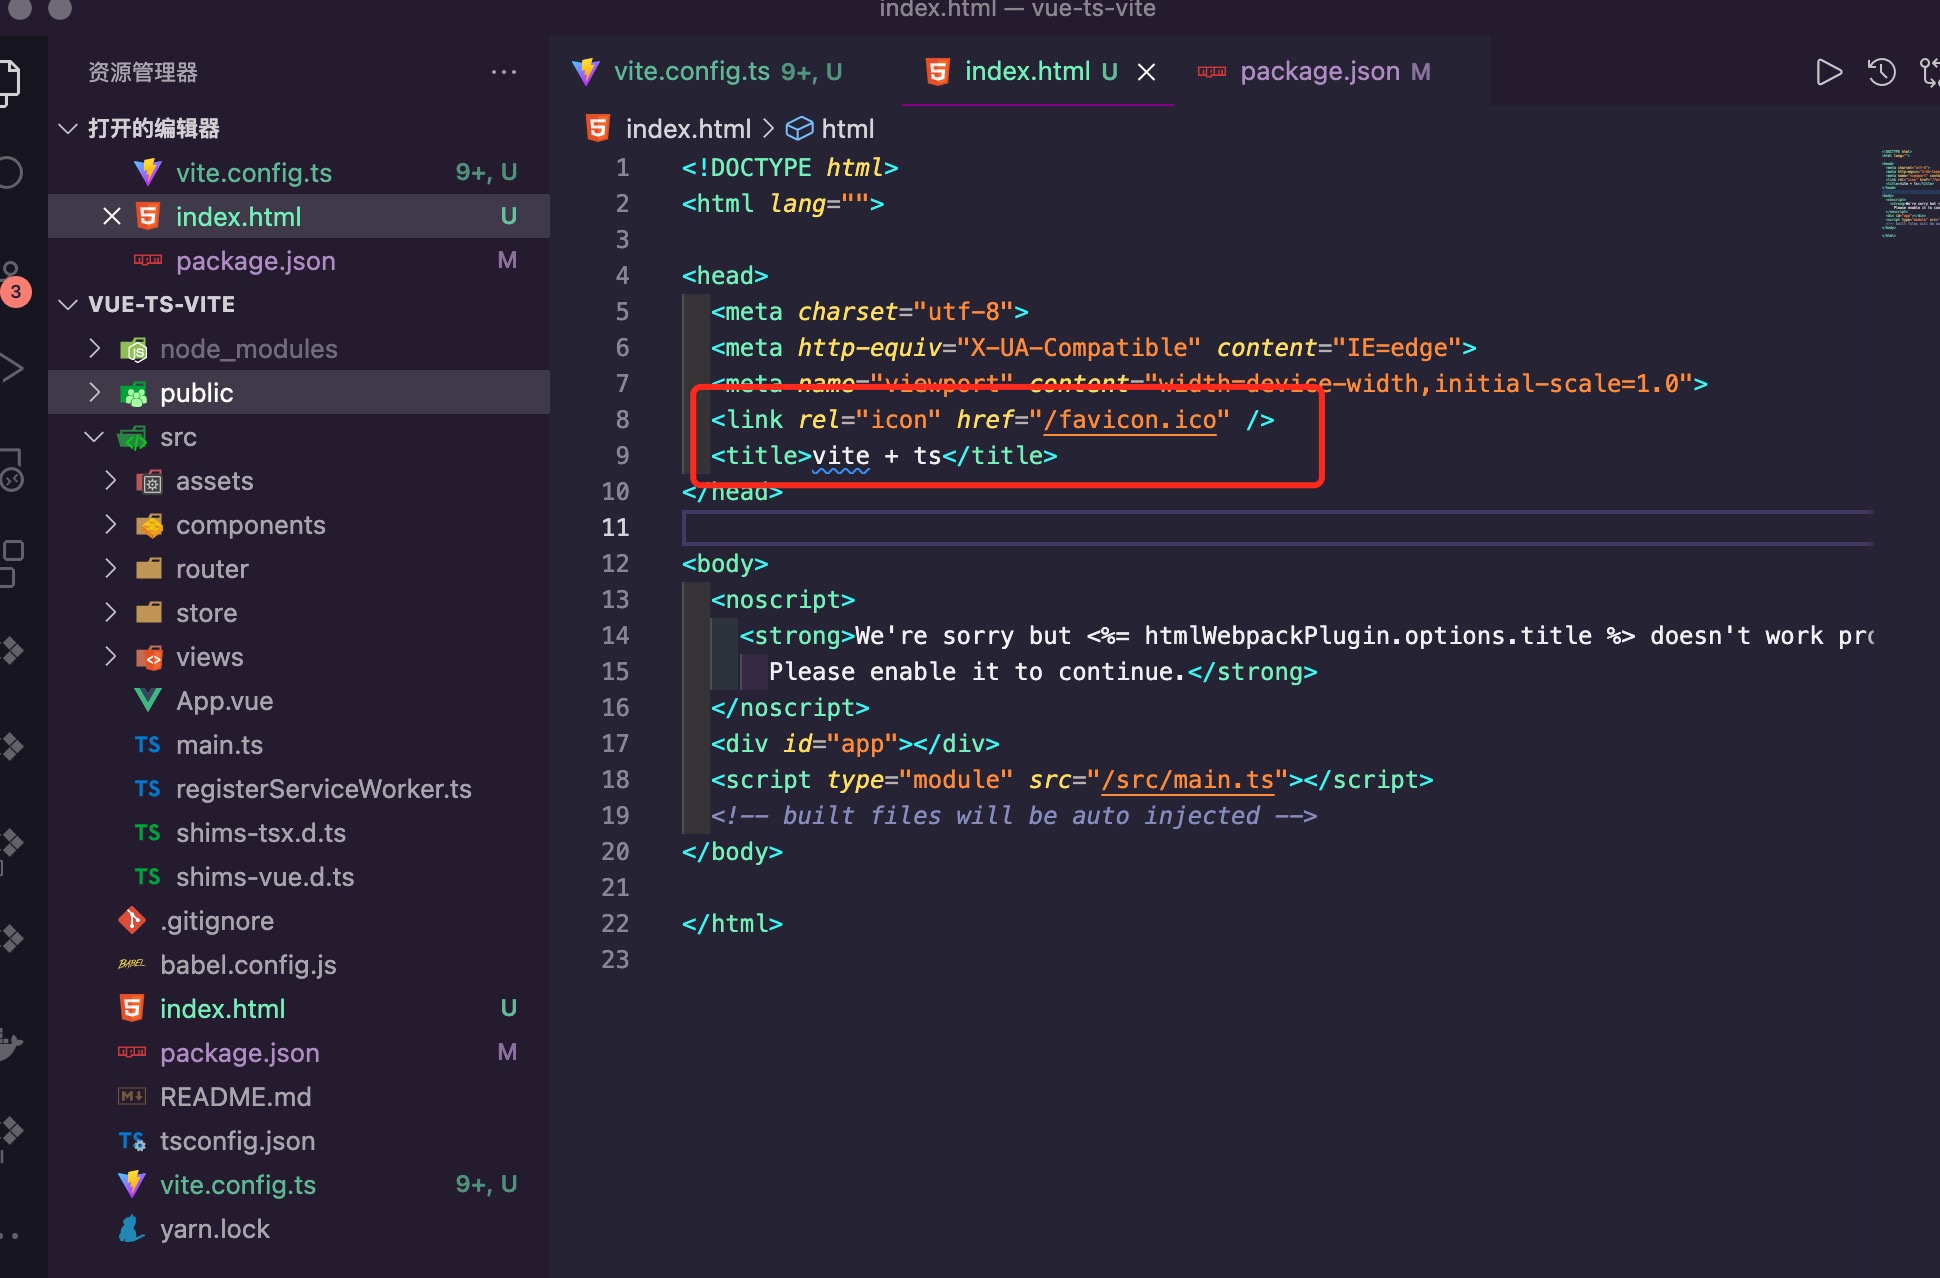 index.html — vue-ts-vite
资源管理器
打开的编辑器
vite.config.ts 9+, U
index.html U
package.json M
VUE-TS-VITE
node_modules
public
src
assets
components
router
store
views
App.vue
TS main.ts
TS registerServiceWorker.ts
TS shims-tsx.d.ts
TS shims-vue.d.ts
.gitignore
BABEL babel.config.js
index.html U
package.json M
M↓ README.md
TS tsconfig.json
vite.config.ts 9+, U
yarn.lock
3
vite.config.ts 9+, U
index.html U
package.json M
index.html > html
1 <!DOCTYPE html>
2 <html lang="">
3
4 <head>
5 <meta charset="utf-8">
6 <meta http-equiv="X-UA-Compatible" content="IE=edge">
7 <meta name="viewport" content="width=device-width,initial-scale=1.0">
8 <link rel="icon" href="/favicon.ico" />
9 <title>vite + ts</title>
10 </head>
11
12 <body>
13 <noscript>
14 <strong>We're sorry but <%= htmlWebpackPlugin.options.title %> doesn't work pro
15 Please enable it to continue.</strong>
16 </noscript>
17 <div id="app"></div>
18 <script type="module" src="/src/main.ts"></script>
19 <!-- built files will be auto injected -->
20 </body>
21
22 </html>
23